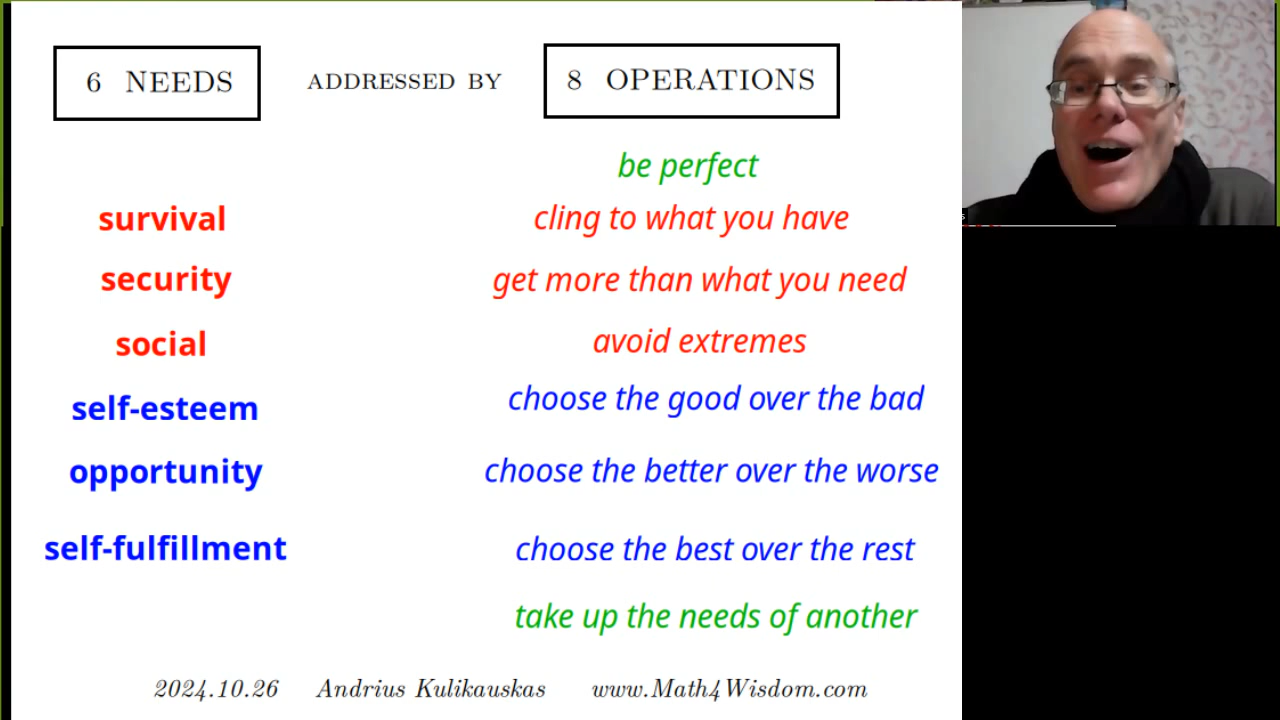 6 NEEDS ADDRESSED BY 8 OPERATIONS
be perfect
survival cling to what you have
security get more than what you need
social avoid extremes
self-esteem choose the good over the bad
opportunity choose the better over the worse
self-fulfillment choose the best over the rest
take up the needs of another
2024.10.26 Andrius Kulikauskas www.Math4Wisdom.com